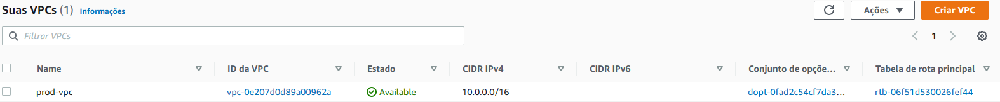 Suas VPCs (1) Informações Ações Criar VPC
Filtrar VPCs 1
Name ID da VPC Estado CIDR IPv4 CIDR IPv6 Conjunto de opçõe... Tabela de rota principal
prod-vpc vpc-0e207d0d89a00962a Available 10.0.0.0/16 – dopt-0fad2c54cf7da3... rtb-06f51d530026fef44